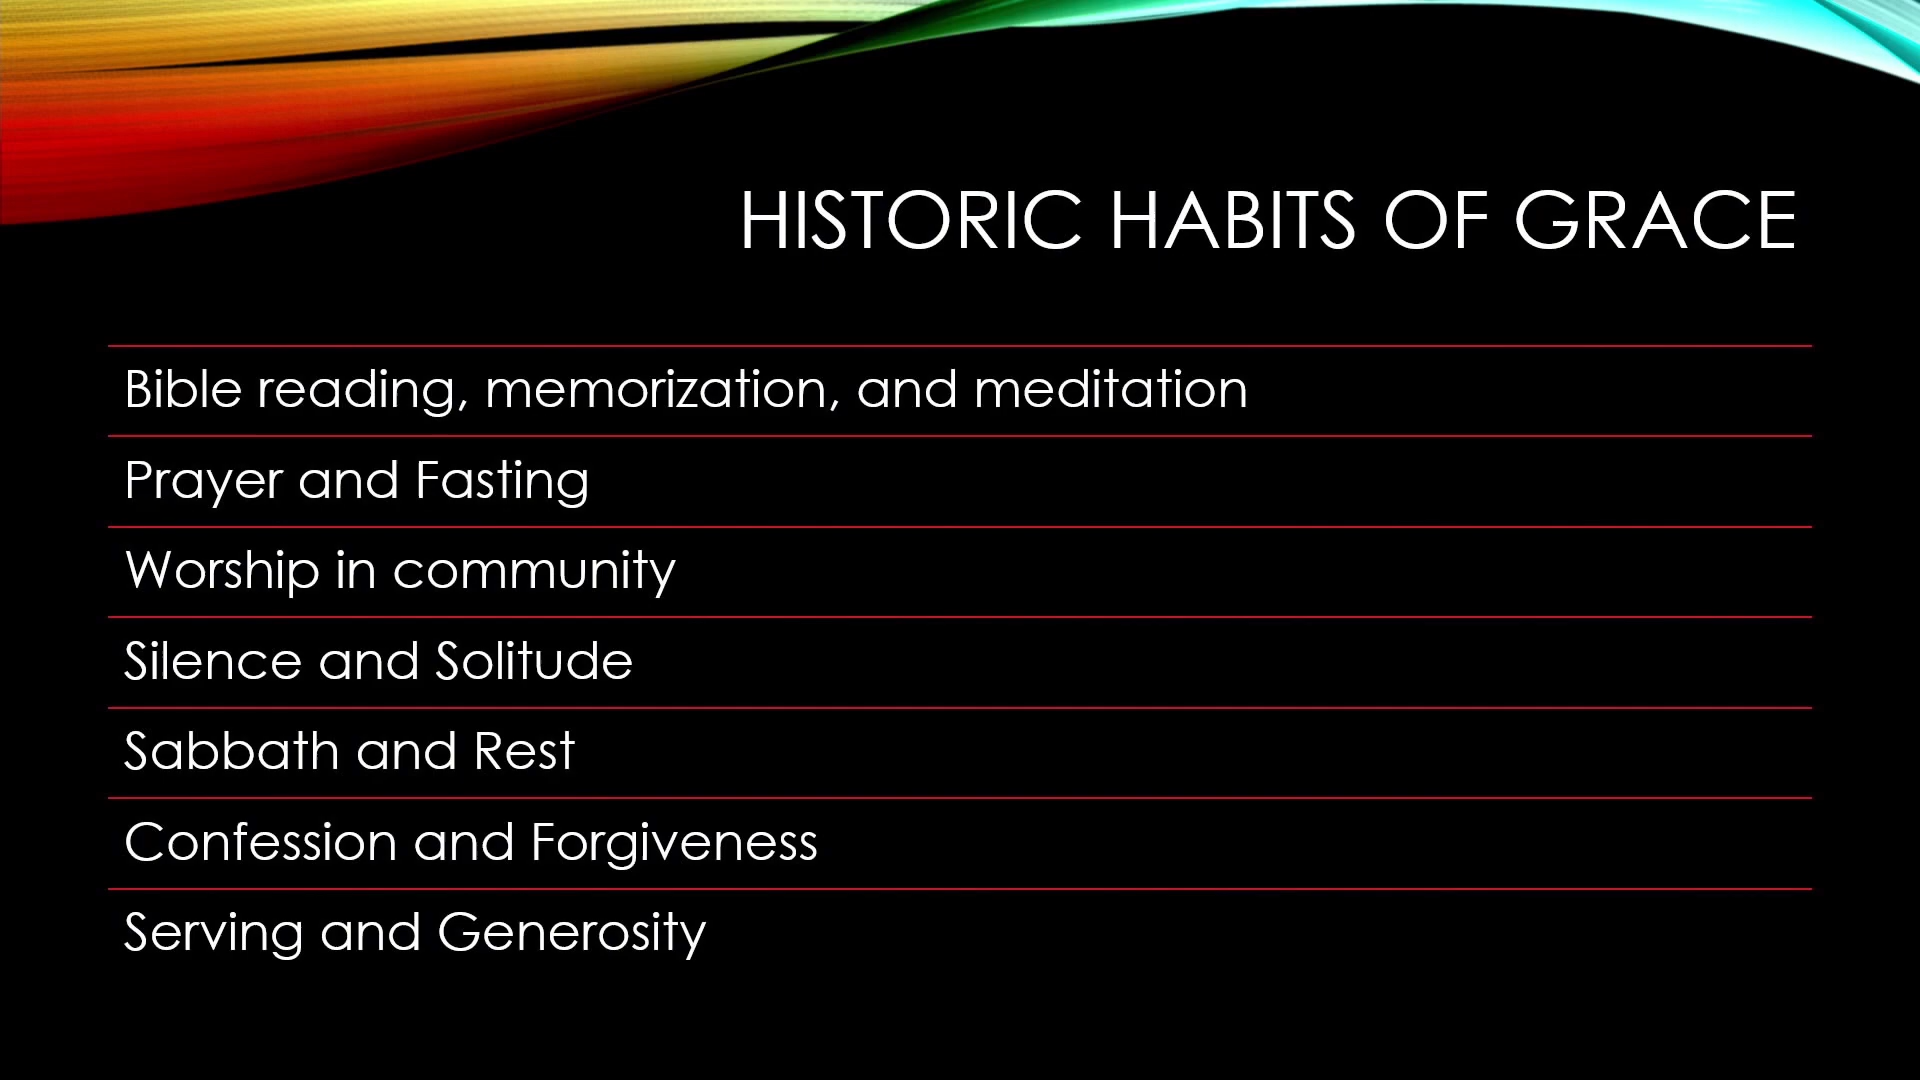 HISTORIC HABITS OF GRACE
Bible reading, memorization, and meditation
Prayer and Fasting
Worship in community
Silence and Solitude
Sabbath and Rest
Confession and Forgiveness
Serving and Generosity